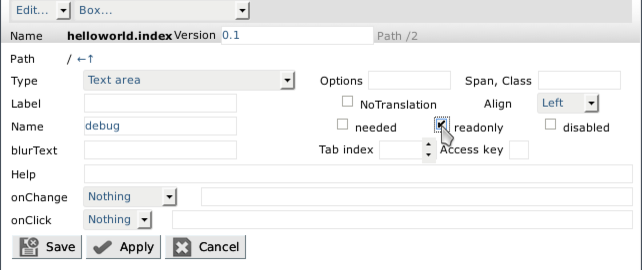 Edit... Box...
Name helloworld.index Version 0.1 Path /2
Path / ←↑
Type Text area Options Span, Class
Label NoTranslation Align Left
Name debug needed readonly disabled
blurText Tab index Access key
Help
onChange Nothing
onClick Nothing
Save Apply Cancel